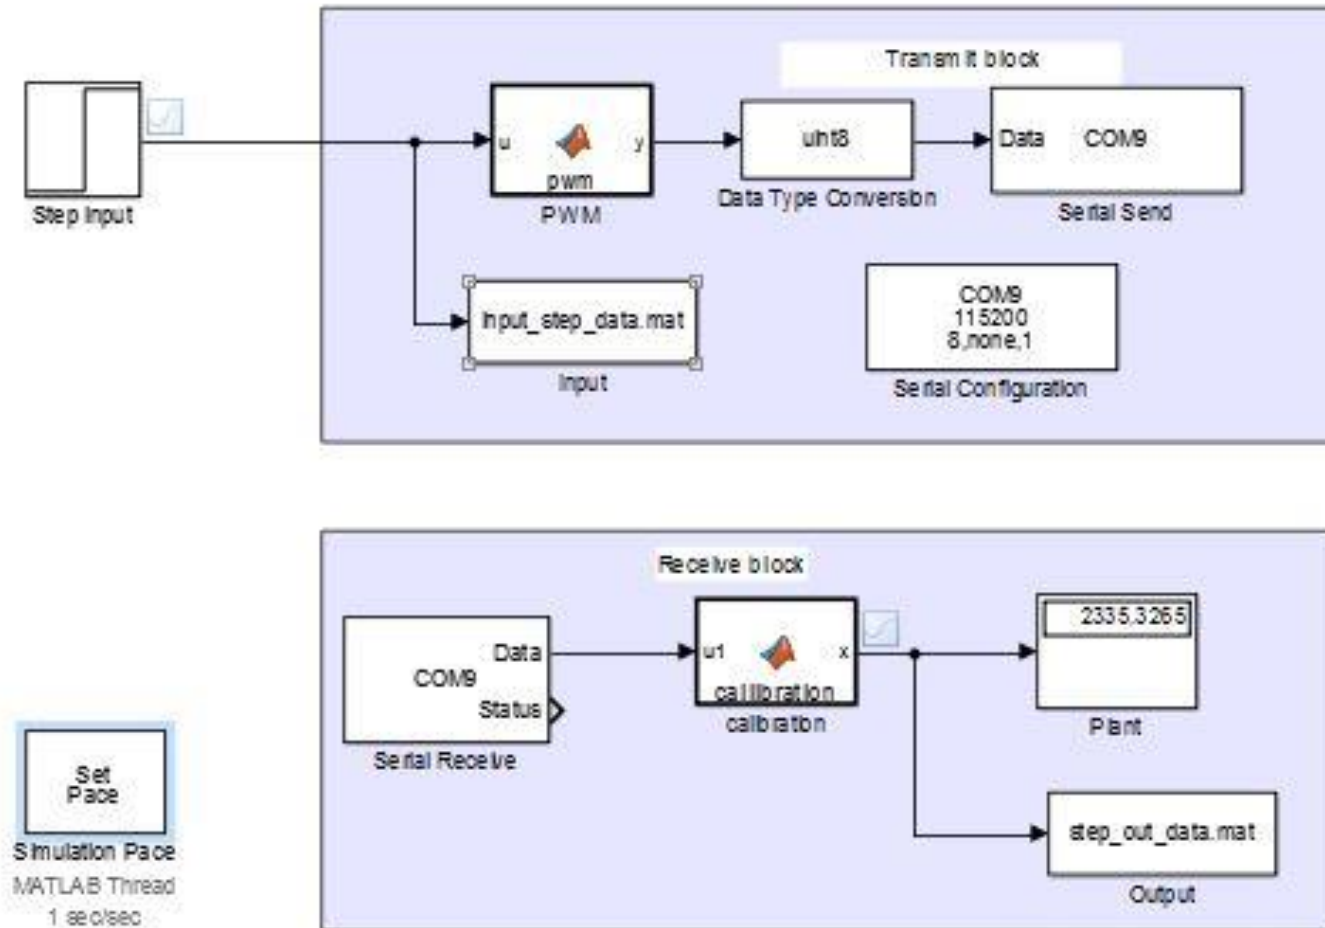 Transmit block
Step Input
u
y
pwm
PWM
uint8
Data Type Conversion
Data
COM9
Serial Send
Input_step_data.mat
Input
COM9
115200
8,none,1
Serial Configuration
Receive block
Data
COM9
Status
Serial Receive
u1
x
callibration
calibration
2335.3265
Plant
step_out_data.mat
Output
Set
Pace
Simulation Pace
MATLAB Thread
1 sec/sec